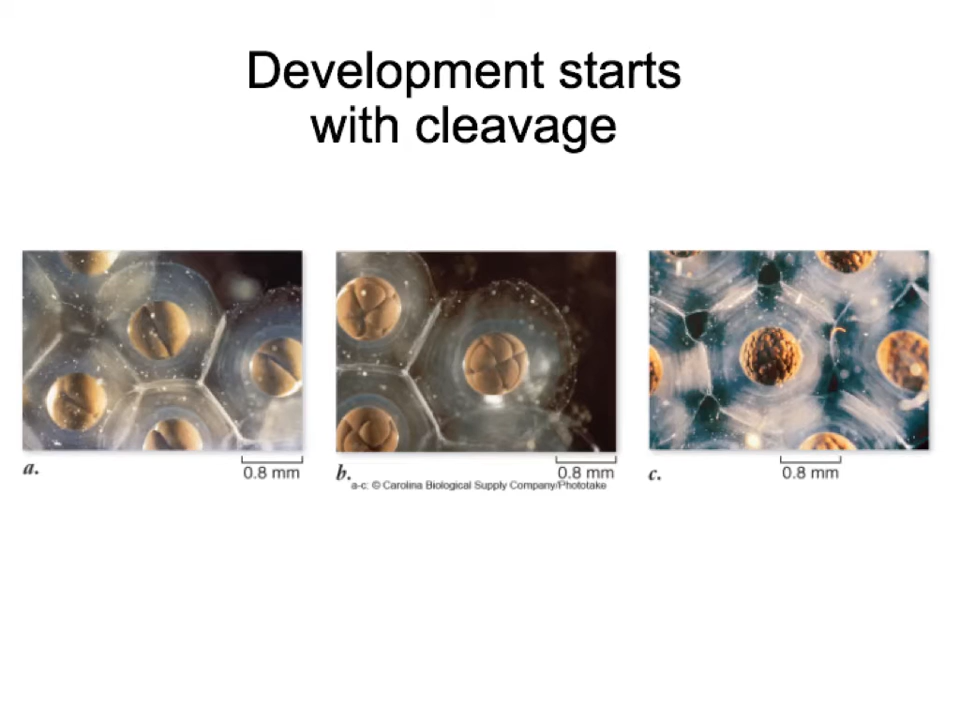 Development starts
with cleavage
a.
0.8 mm
b.
0.8 mm
c.
0.8 mm
a-c: © Carolina Biological Supply Company/Phototake